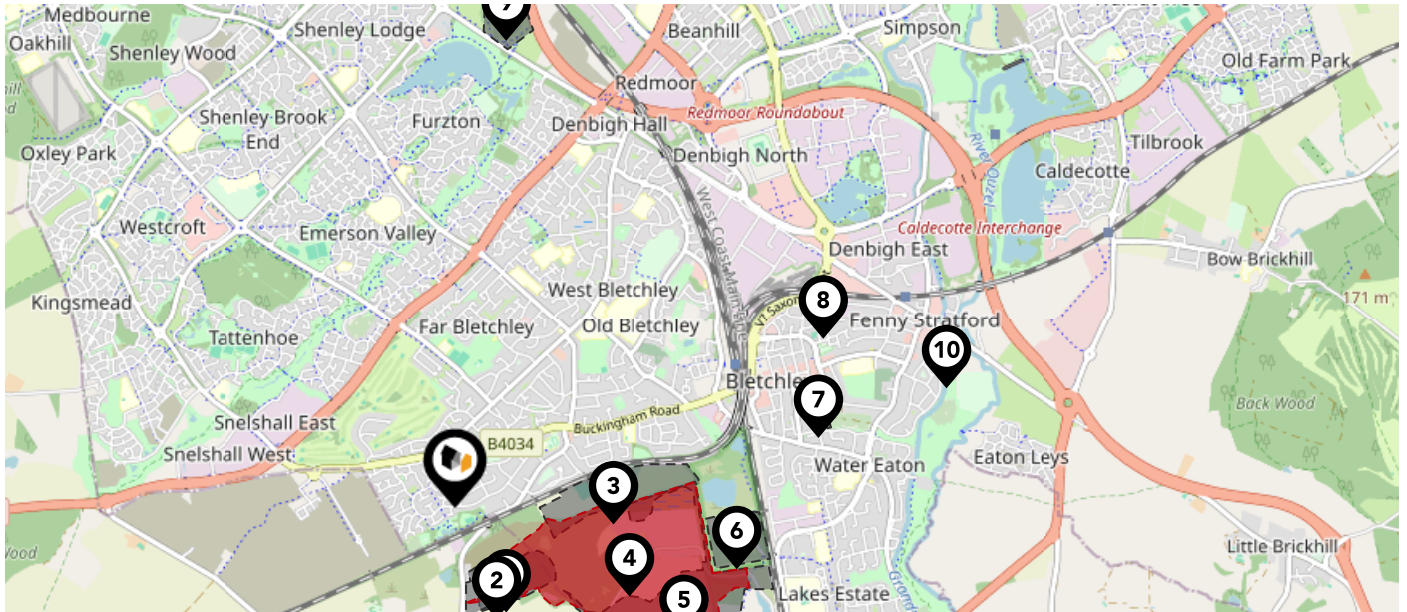 Medbourne
Oakhill
Shenley Wood
Shenley Lodge
Beanhill
Simpson
Old Farm Park
Redmoor
Redmoor Roundabout
Shenley Brook
End
Furzton
Denbigh Hall
Denbigh North
River Ouzel
Tilbrook
Caldecotte
Oxley Park
Westcroft
Emerson Valley
West Coast Main Line
Caldecotte Interchange
Denbigh East
Bow Brickhill
171 m
Kingsmead
West Bletchley
V7 Saxon
8
Fenny Stratford
Tattenhoe
Far Bletchley
Old Bletchley
10
Bletchley
7
Back Wood
Snelshall East
Buckingham Road
B4034
Snelshall West
Water Eaton
Eaton Leys
3
6
4
2
5
Little Brickhill
Lakes Estate
Grand